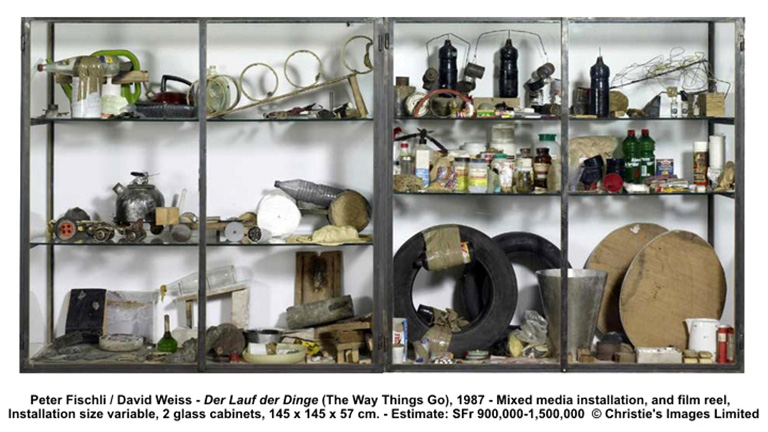 Peter Fischli / David Weiss - Der Lauf der Dinge (The Way Things Go), 1987 - Mixed media installation, and film reel,
Installation size variable, 2 glass cabinets, 145 x 145 x 57 cm. - Estimate: SFr 900,000-1,500,000 © Christie's Images Limited